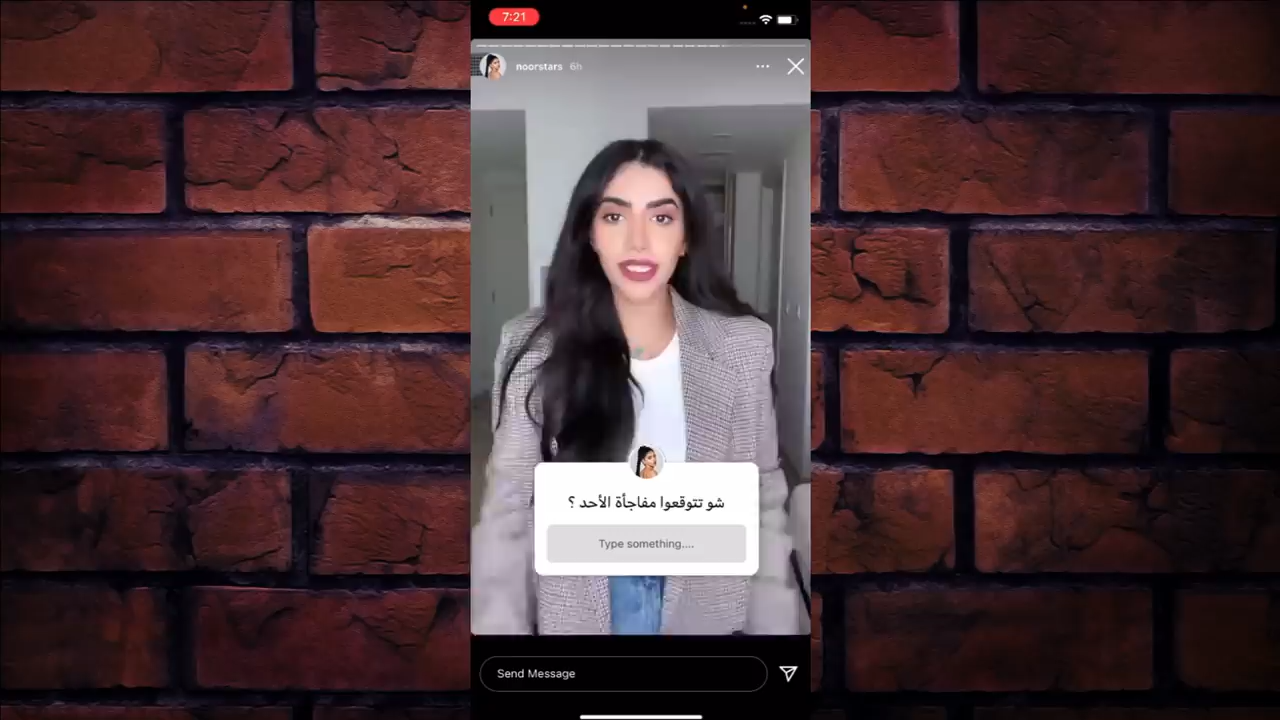 7:21
noorstars 6h
شو تتوقعوا مفاجأة الأحد ؟
Type something....
Send Message